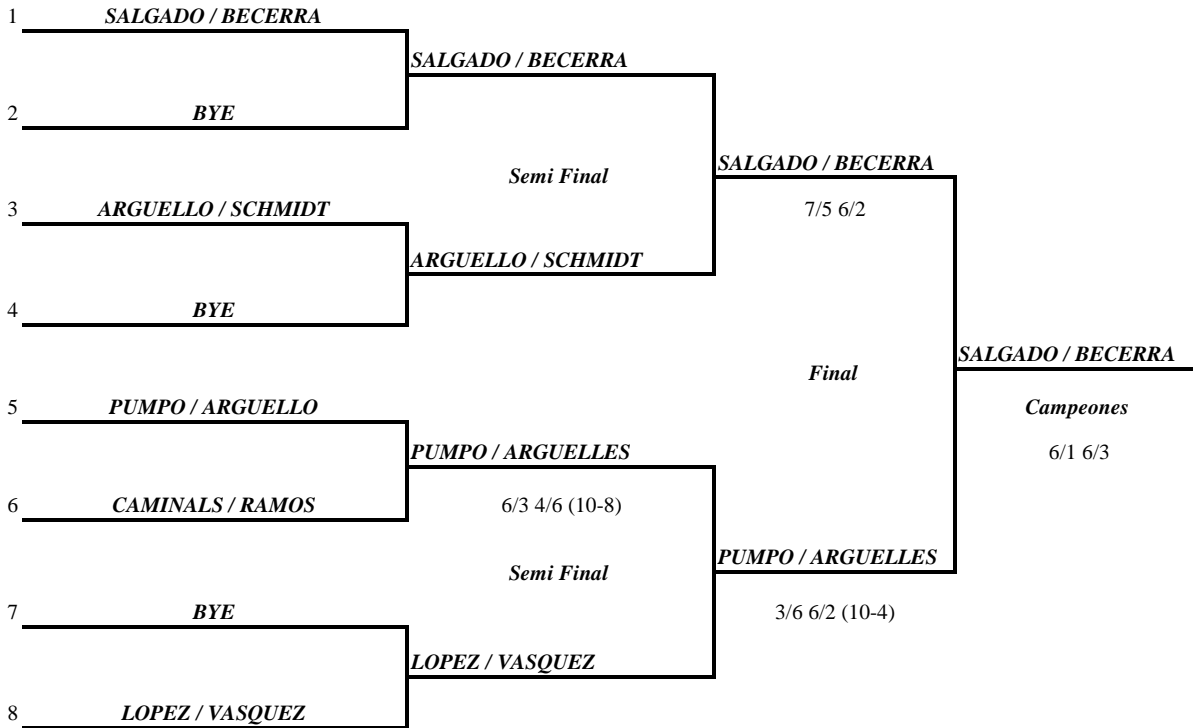 1 SALGADO / BECERRA
SALGADO / BECERRA
2 BYE
Semi Final
SALGADO / BECERRA
3 ARGUELLO / SCHMIDT
7/5 6/2
ARGUELLO / SCHMIDT
4 BYE
SALGADO / BECERRA
Final
5 PUMPO / ARGUELLO
Campeones
PUMPO / ARGUELLES
6/1 6/3
6 CAMINALS / RAMOS
6/3 4/6 (10-8)
PUMPO / ARGUELLES
Semi Final
7 BYE
3/6 6/2 (10-4)
LOPEZ / VASQUEZ
8 LOPEZ / VASQUEZ